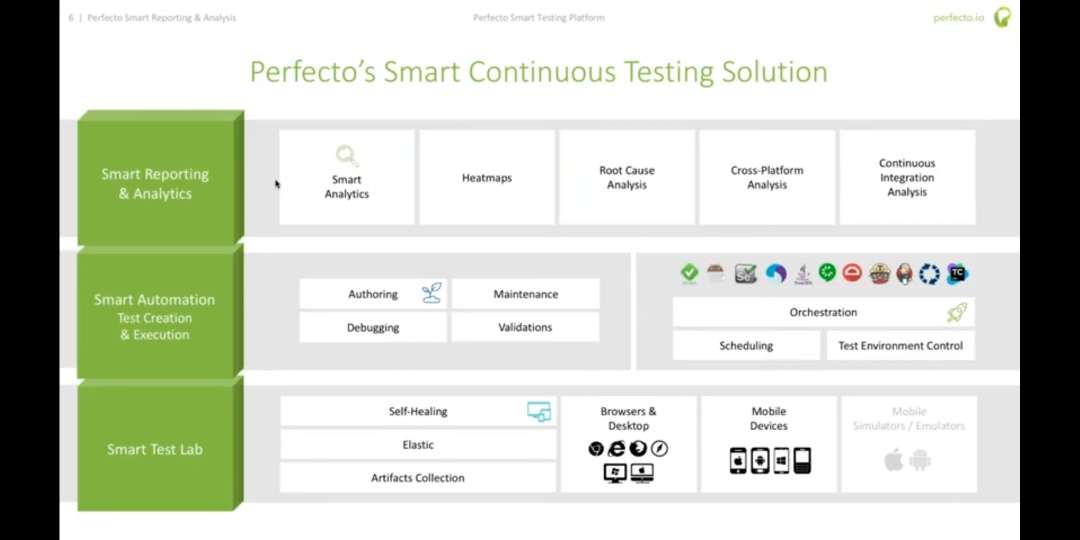 6 | Perfecto Smart Reporting & Analysis
Perfecto Smart Testing Platform
perfecto.io
Perfecto's Smart Continuous Testing Solution
Smart Reporting
& Analytics
Smart
Analytics
Heatmaps
Root Cause
Analysis
Cross-Platform
Analysis
Continuous
Integration
Analysis
Smart Automation
Test Creation
& Execution
Authoring
Maintenance
Debugging
Validations
Se
TC
Orchestration
Scheduling
Test Environment Control
Smart Test Lab
Self-Healing
Elastic
Artifacts Collection
Browsers &
Desktop
Mobile
Devices
Mobile
Simulators / Emulators